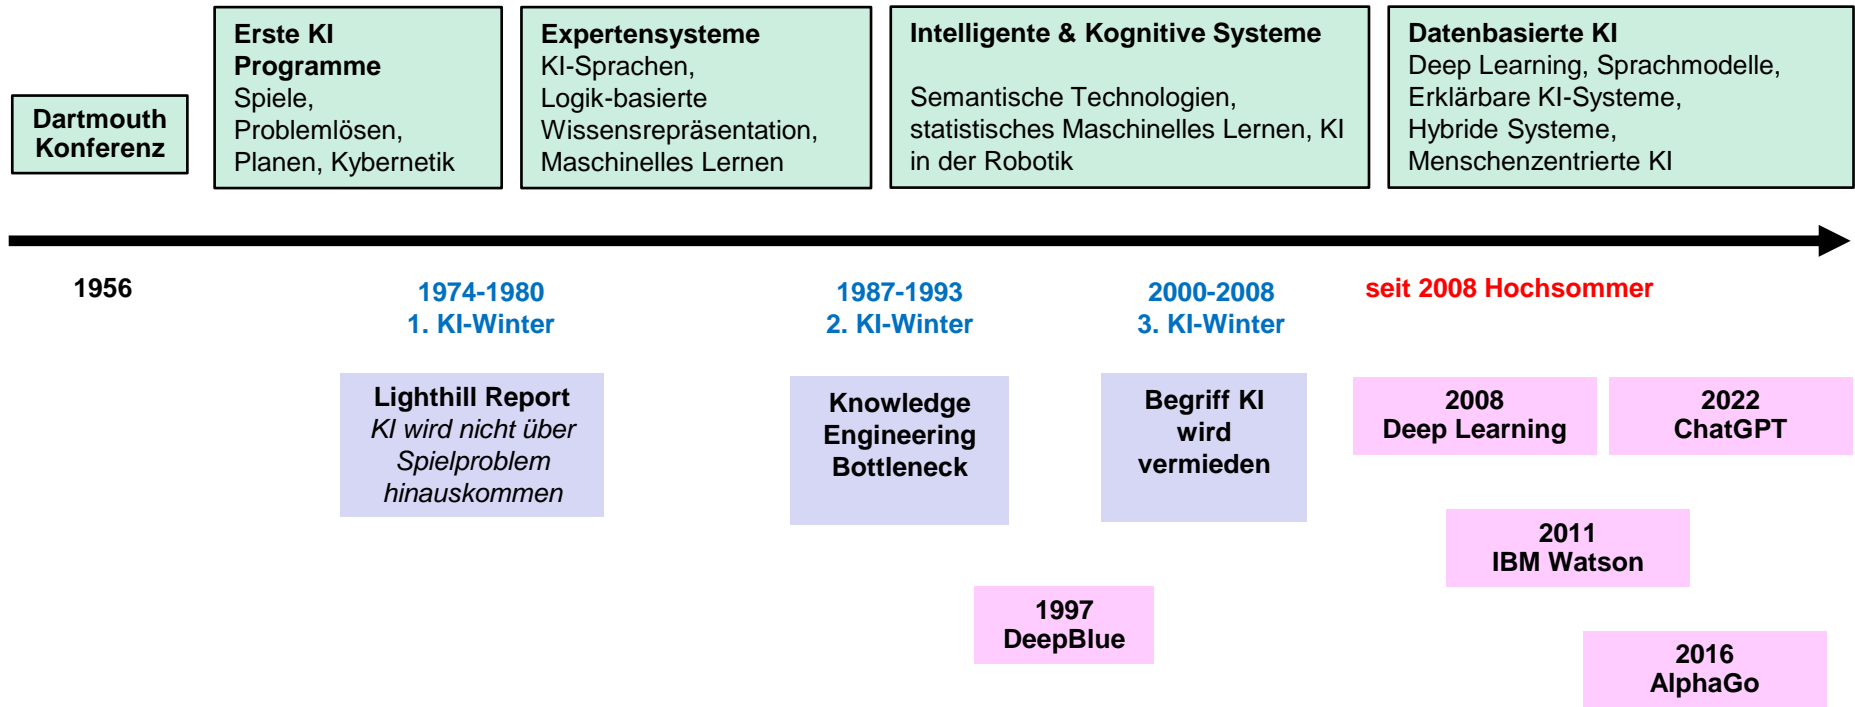 Dartmouth
Konferenz
Erste KI
Programme
Spiele,
Problemlösen,
Planen, Kybernetik
Expertensysteme
KI-Sprachen,
Logik-basierte
Wissensrepräsentation,
Maschinelles Lernen
Intelligente & Kognitive Systeme
Semantische Technologien,
statistisches Maschinelles Lernen, KI
in der Robotik
Datenbasierte KI
Deep Learning, Sprachmodelle,
Erklärbare KI-Systeme,
Hybride Systeme,
Menschenzentrierte KI
1956
1974-1980
1. KI-Winter
1987-1993
2. KI-Winter
2000-2008
3. KI-Winter
seit 2008 Hochsommer
Lighthill Report
KI wird nicht über
Spielproblem
hinauskommen
Knowledge
Engineering
Bottleneck
Begriff KI
wird
vermieden
2008
Deep Learning
2022
ChatGPT
2011
IBM Watson
1997
DeepBlue
2016
AlphaGo